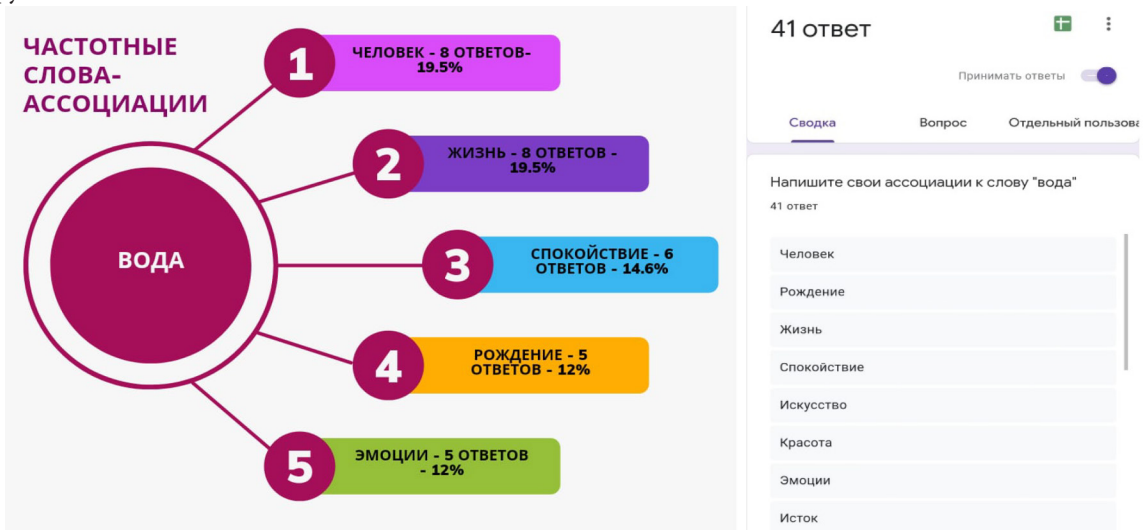 ЧАСТОТНЫЕ
СЛОВА-
АССОЦИАЦИИ
ВОДА
1
ЧЕЛОВЕК - 8 ОТВЕТОВ-
19.5%
2
ЖИЗНЬ - 8 ОТВЕТОВ -
19.5%
3
СПОКОЙСТВИЕ - 6
ОТВЕТОВ - 14.6%
4
РОЖДЕНИЕ - 5
ОТВЕТОВ - 12%
5
ЭМОЦИИ - 5 ОТВЕТОВ
- 12%
41 ответ
Принимать ответы
Сводка
Вопрос
Отдельный пользова
Напишите свои ассоциации к слову "вода"
41 ответ
Человек
Рождение
Жизнь
Спокойствие
Искусство
Красота
Эмоции
Исток